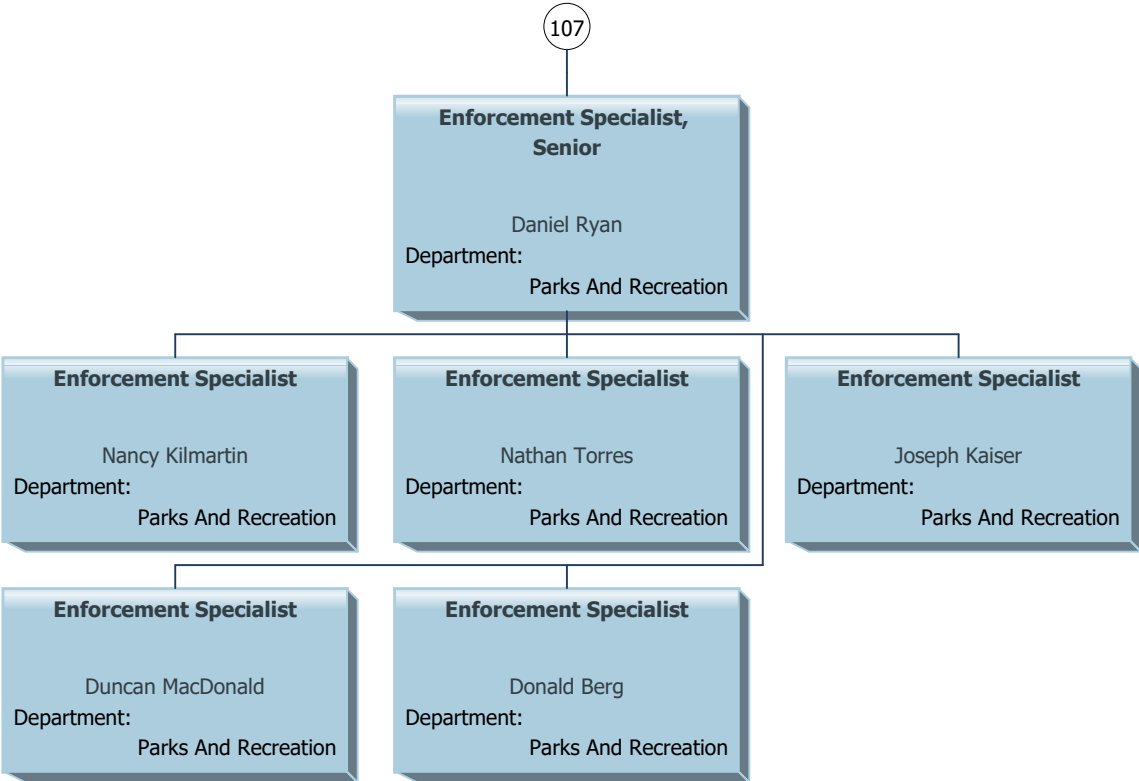 107
Enforcement Specialist,
Senior
Daniel Ryan
Department:
Parks And Recreation
Enforcement Specialist
Nancy Kilmartin
Department:
Parks And Recreation
Enforcement Specialist
Nathan Torres
Department:
Parks And Recreation
Enforcement Specialist
Joseph Kaiser
Department:
Parks And Recreation
Enforcement Specialist
Duncan MacDonald
Department:
Parks And Recreation
Enforcement Specialist
Donald Berg
Department:
Parks And Recreation